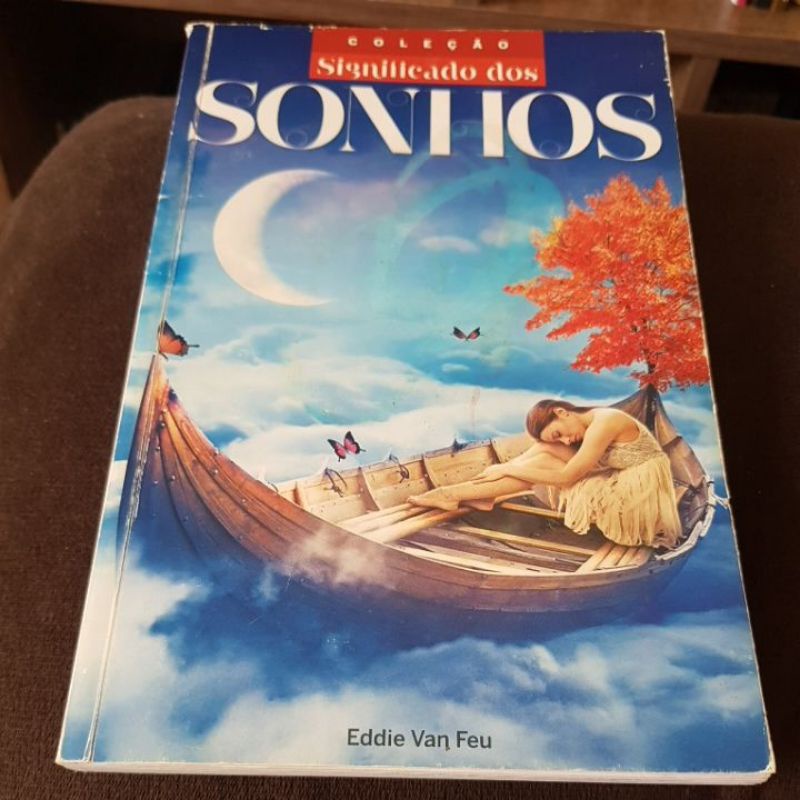 COLEÇÃO
Significado dos
SONHOS
Eddie Van Feu